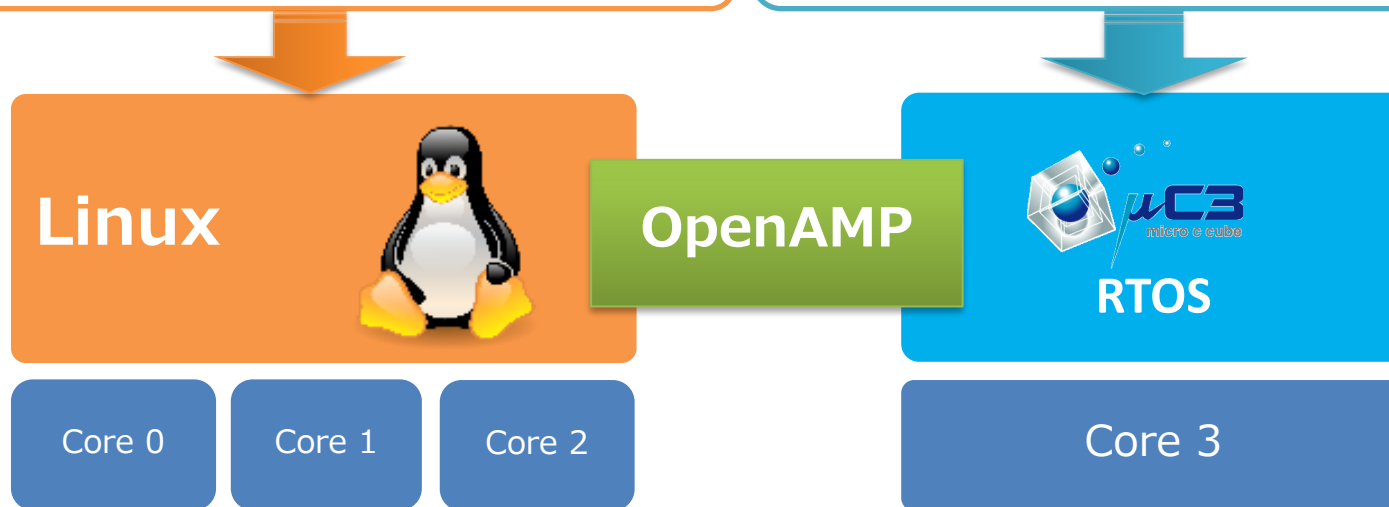 Linux
OpenAMP
μC3
micro c cube
RTOS
Core 0
Core 1
Core 2
Core 3